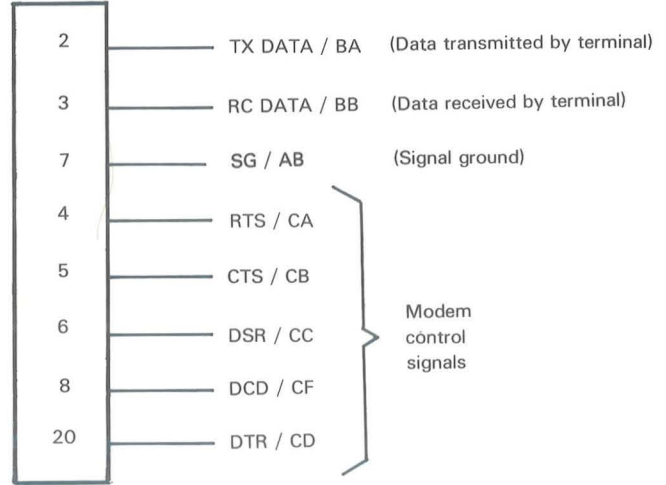 2 TX DATA / BA (Data transmitted by terminal)
3 RC DATA / BB (Data received by terminal)
7 SG / AB (Signal ground)
4 RTS / CA
5 CTS / CB
6 DSR / CC
8 DCD / CF
20 DTR / CD
Modem
control
signals